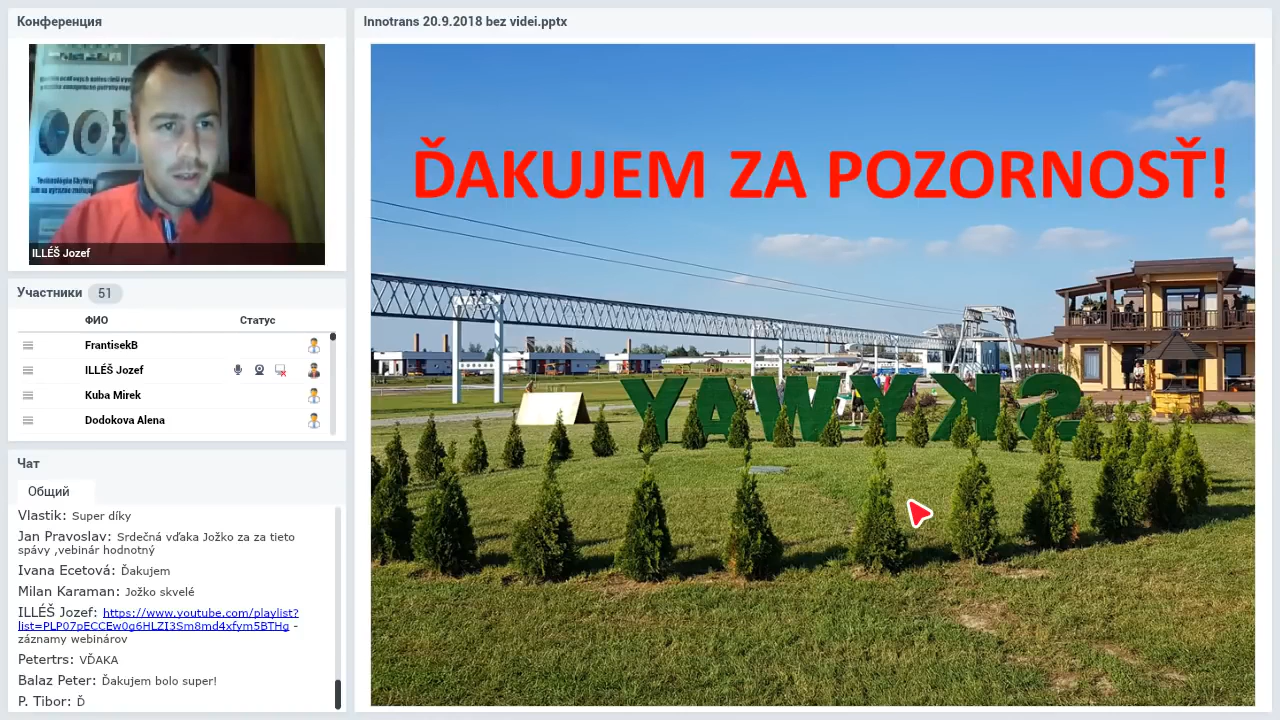 Конференция
ILLÉŠ Jozef
Участники 51
ФИО Статус
FrantisekB
ILLÉŠ Jozef
Kuba Mirek
Dodokova Alena
Чат
Общий
Vlastik: Super díky
Jan Pravoslav: Srdečná vďaka Jožko za za tieto
spávy ,vebinár hodnotný
Ivana Ecetová: Ďakujem
Milan Karaman: Jožko skvelé
ILLÉŠ Jozef: https://www.youtube.com/playlist?
list=PLP07pECCEw0g6HLZI3Sm8md4xfym5BTHg -
záznamy webinárov
Petertrs: VĎAKA
Balaz Peter: Ďakujem bolo super!
P. Tibor: Ď
Innotrans 20.9.2018 bez videi.pptx
ĎAKUJEM ZA POZORNOSŤ!
SKYWAY